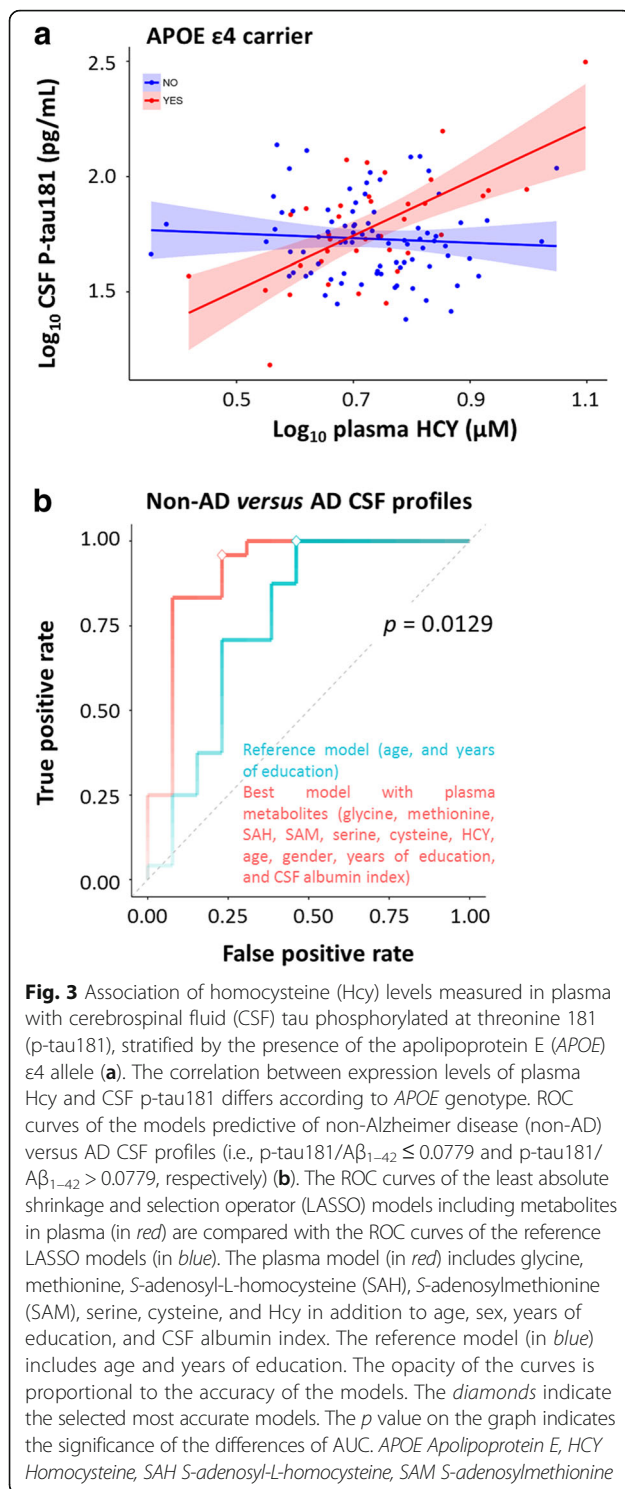 a
APOE ε4 carrier
NO
YES
2.5
2.0
1.5
Log₁₀ CSF P-tau181 (pg/mL)
0.5 0.7 0.9 1.1
Log₁₀ plasma HCY (μM)
b
Non-AD versus AD CSF profiles
1.00
0.75
0.50
0.25
0.00
True positive rate
p = 0.0129
Reference model (age, and years
of education)
Best model with plasma
metabolites (glycine, methionine,
SAH, SAM, serine, cysteine, HCY,
age, gender, years of education,
and CSF albumin index)
0.00 0.25 0.50 0.75 1.00
False positive rate
Fig. 3 Association of homocysteine (Hcy) levels measured in plasma
with cerebrospinal fluid (CSF) tau phosphorylated at threonine 181
(p-tau181), stratified by the presence of the apolipoprotein E (APOE)
ε4 allele (a). The correlation between expression levels of plasma
Hcy and CSF p-tau181 differs according to APOE genotype. ROC
curves of the models predictive of non-Alzheimer disease (non-AD)
versus AD CSF profiles (i.e., p-tau181/Aβ₁₋₄₂ ≤ 0.0779 and p-tau181/
Aβ₁₋₄₂ > 0.0779, respectively) (b). The ROC curves of the least absolute
shrinkage and selection operator (LASSO) models including metabolites
in plasma (in red) are compared with the ROC curves of the reference
LASSO models (in blue). The plasma model (in red) includes glycine,
methionine, S-adenosyl-L-homocysteine (SAH), S-adenosylmethionine
(SAM), serine, cysteine, and Hcy in addition to age, sex, years of
education, and CSF albumin index. The reference model (in blue)
includes age and years of education. The opacity of the curves is
proportional to the accuracy of the models. The diamonds indicate
the selected most accurate models. The p value on the graph indicates
the significance of the differences of AUC. APOE Apolipoprotein E, HCY
Homocysteine, SAH S-adenosyl-L-homocysteine, SAM S-adenosylmethionine